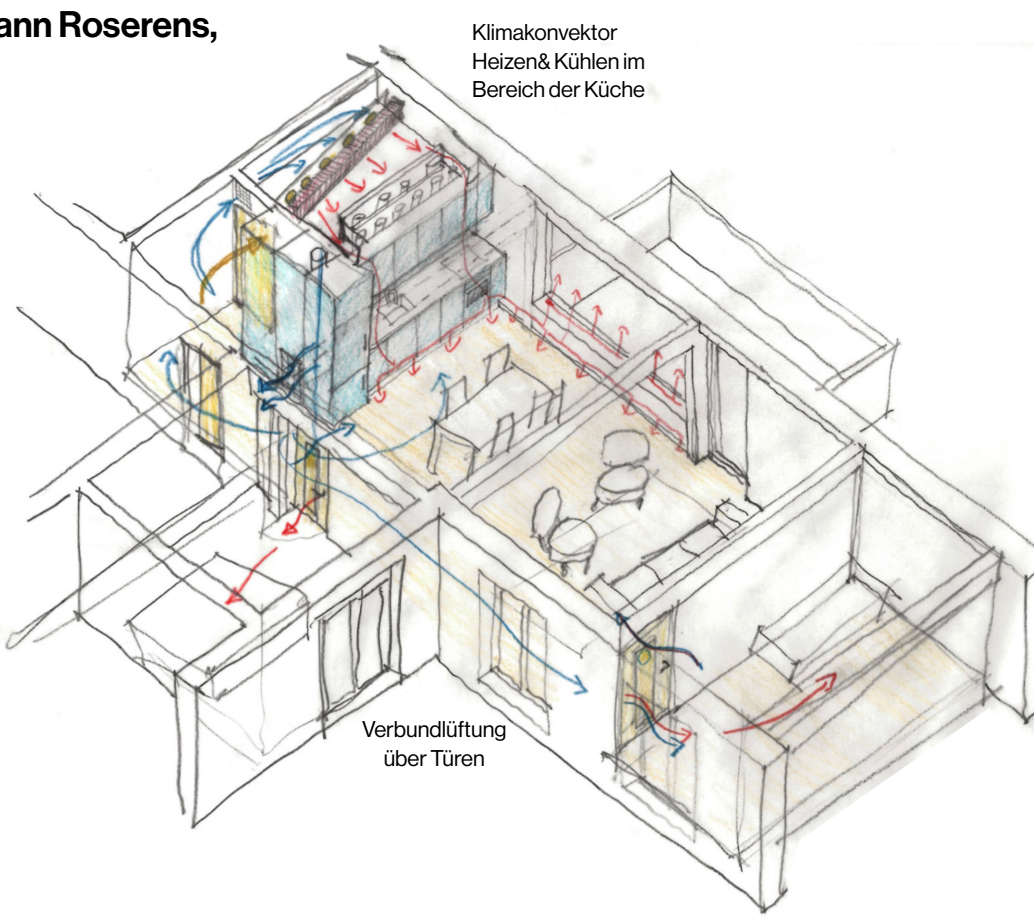 ann Roserens,
Klimakonvektor
Heizen& Kühlen im
Bereich der Küche
Verbundlüftung
über Türen